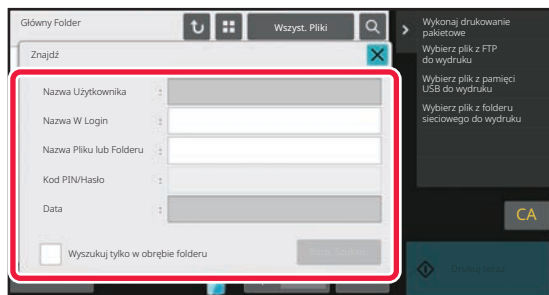 Główny Folder
Wszyst. Pliki
Znajdź
Nazwa Użytkownika :
Nazwa W Login :
Nazwa Pliku lub Folderu :
Kod PIN/Hasło :
Data :
Wyszukuj tylko w obrębie folderu
Wykonaj drukowanie
pakietowe
Wybierz plik z FTP
do wydruku
Wybierz plik z pamięci
USB do wydruku
Wybierz plik z folderu
sieciowego do wydruku
CA
Drukuj teraz